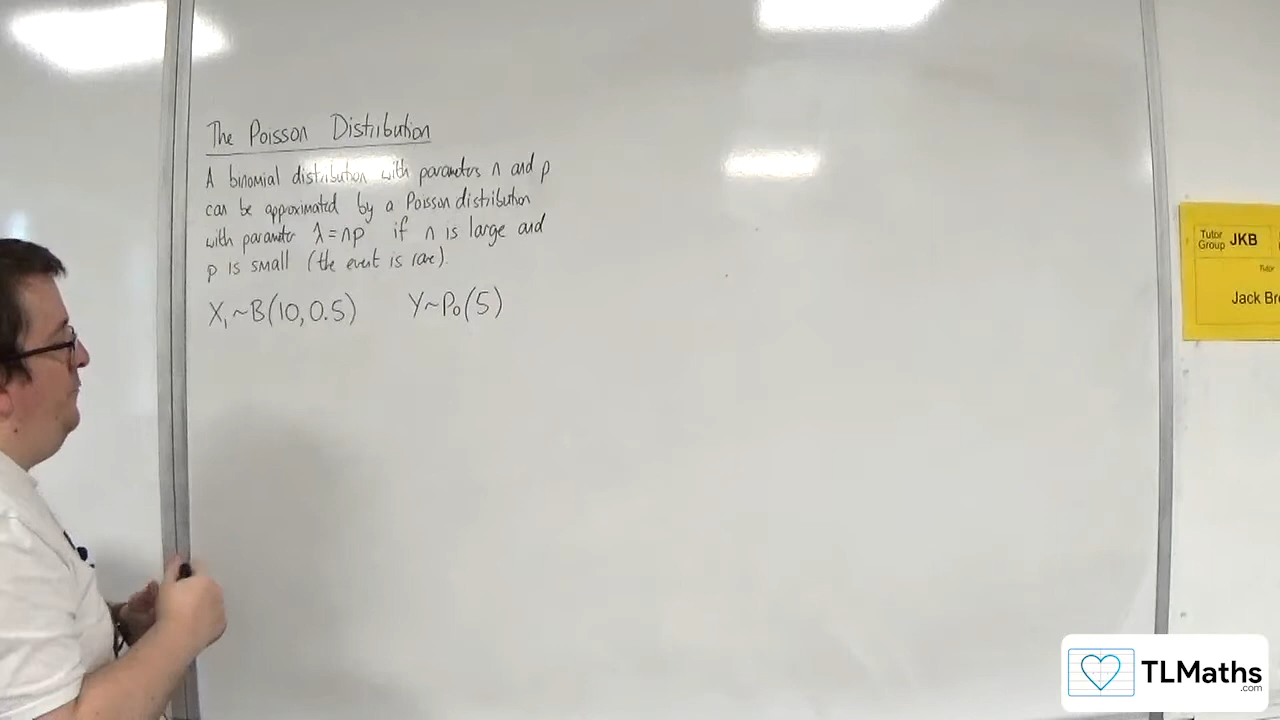 The Poisson Distribution
A binomial distribution with parameters n and p
can be approximated by a Poisson distribution
with parameter λ = np if n is large and
p is small (the event is rare).
X₁~B(10,0.5) Y~Po(5)
Tutor
Group JKB
Tutor
Jack Bro
TLMaths
.com